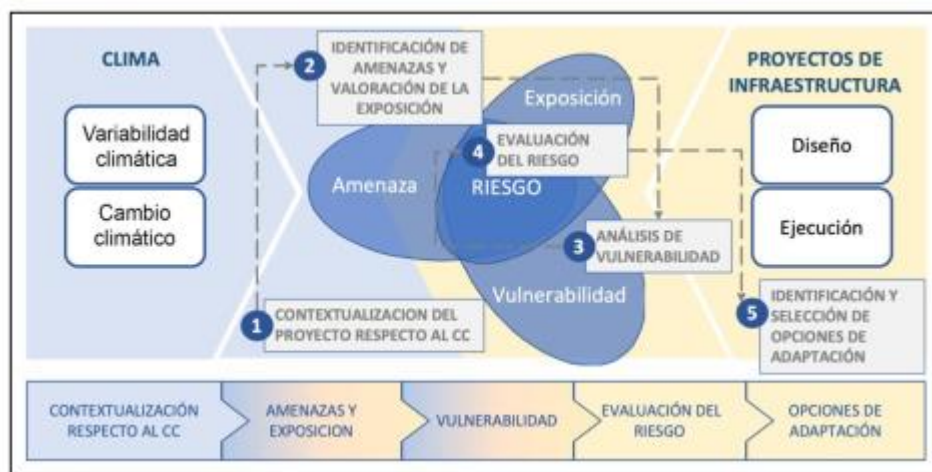 CLIMA
Variabilidad
climática
Cambio
climático
2
IDENTIFICACIÓN DE
AMENAZAS Y
VALORACIÓN DE LA
EXPOSICIÓN
Exposición
4
EVALUACIÓN
DEL RIESGO
Amenaza
RIESGO
3
ANÁLISIS DE
VULNERABILIDAD
Vulnerabilidad
1
CONTEXTUALIZACION DEL
PROYECTO RESPECTO AL CC
PROYECTOS DE
INFRAESTRUCTURA
Diseño
Ejecución
5
IDENTIFICACIÓN Y
SELECCIÓN DE
OPCIONES DE
ADAPTACIÓN
CONTEXTUALIZACIÓN
RESPECTO AL CC
AMENAZAS Y
EXPOSICION
VULNERABILIDAD
EVALUACIÓN DEL
RIESGO
OPCIONES DE
ADAPTACIÓN